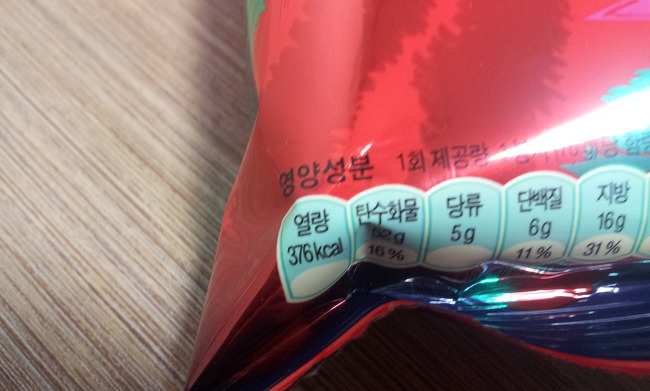 영양성분 1회 제공량
열량 탄수화물 당류 단백질 지방
376kcal 52g 5g 6g 16g
16% 11% 31%